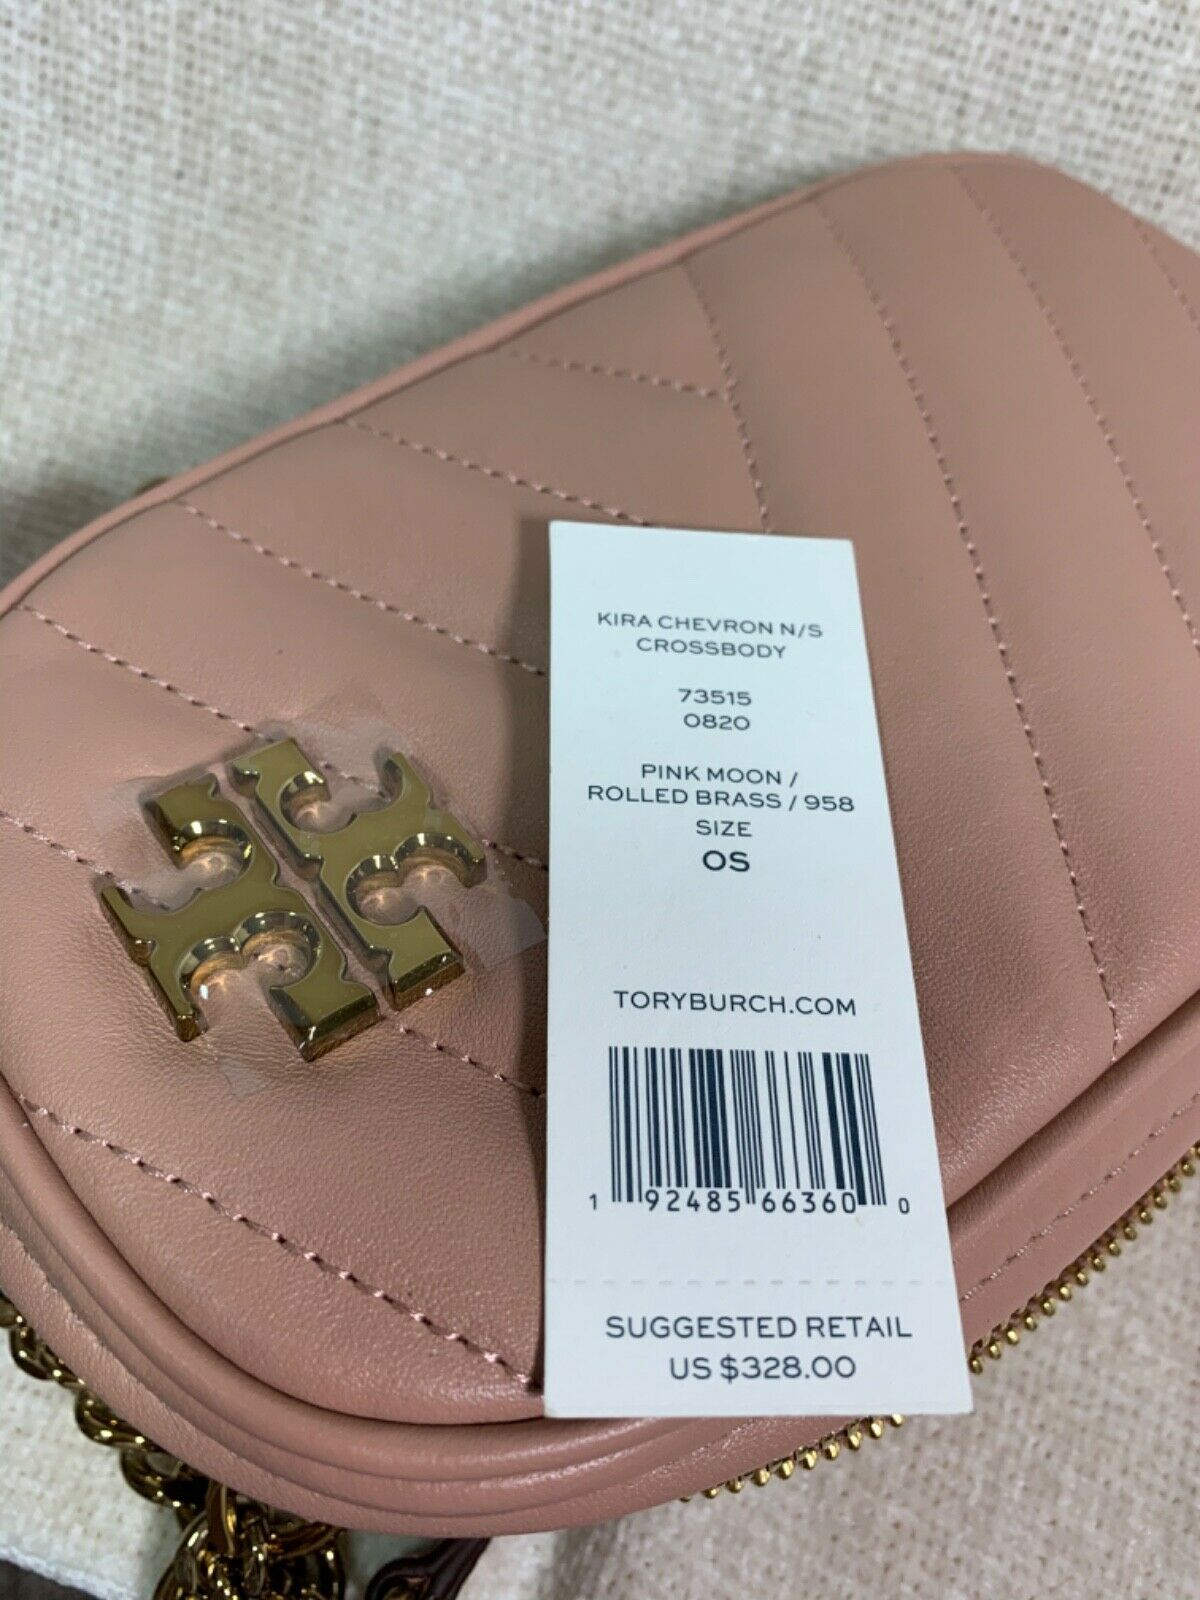 KIRA CHEVRON N/S
CROSSBODY
73515
0820
PINK MOON /
ROLLED BRASS / 958
SIZE
OS
TORYBURCH.COM
1 92485 66360 0
SUGGESTED RETAIL
US $328.00